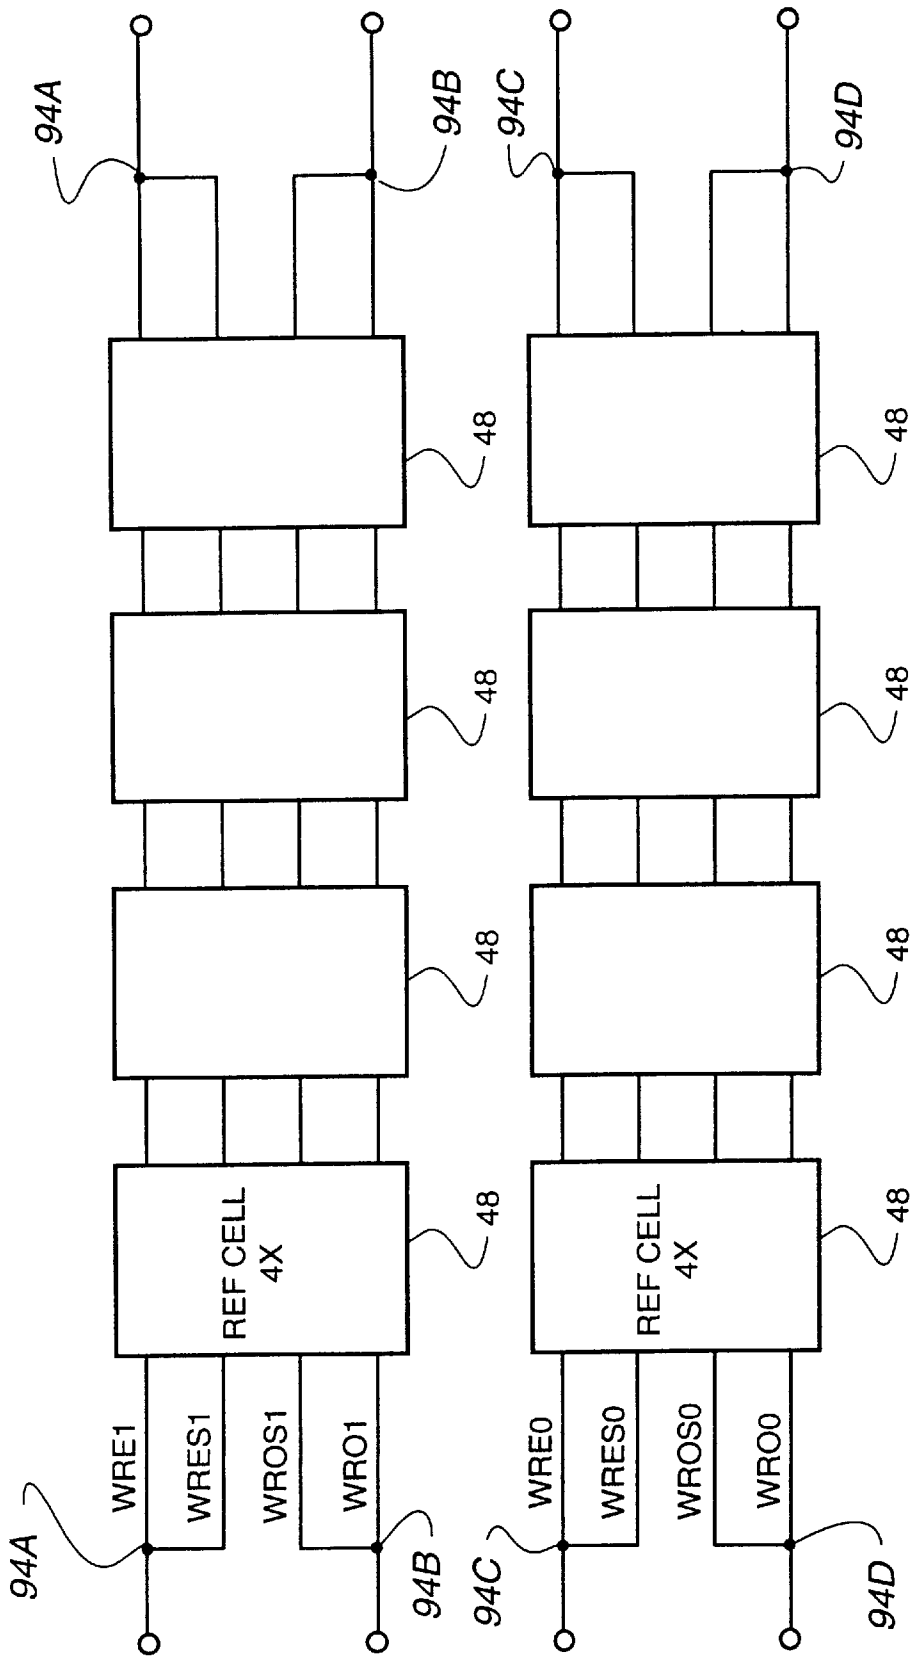 94A
94B
94C
94D
48
48
48
48
48
48
48
48
REF CELL
4X
REF CELL
4X
WRE1
WRES1
WROS1
WRO1
WRE0
WRES0
WROS0
WRO0
94A
94B
94C
94D